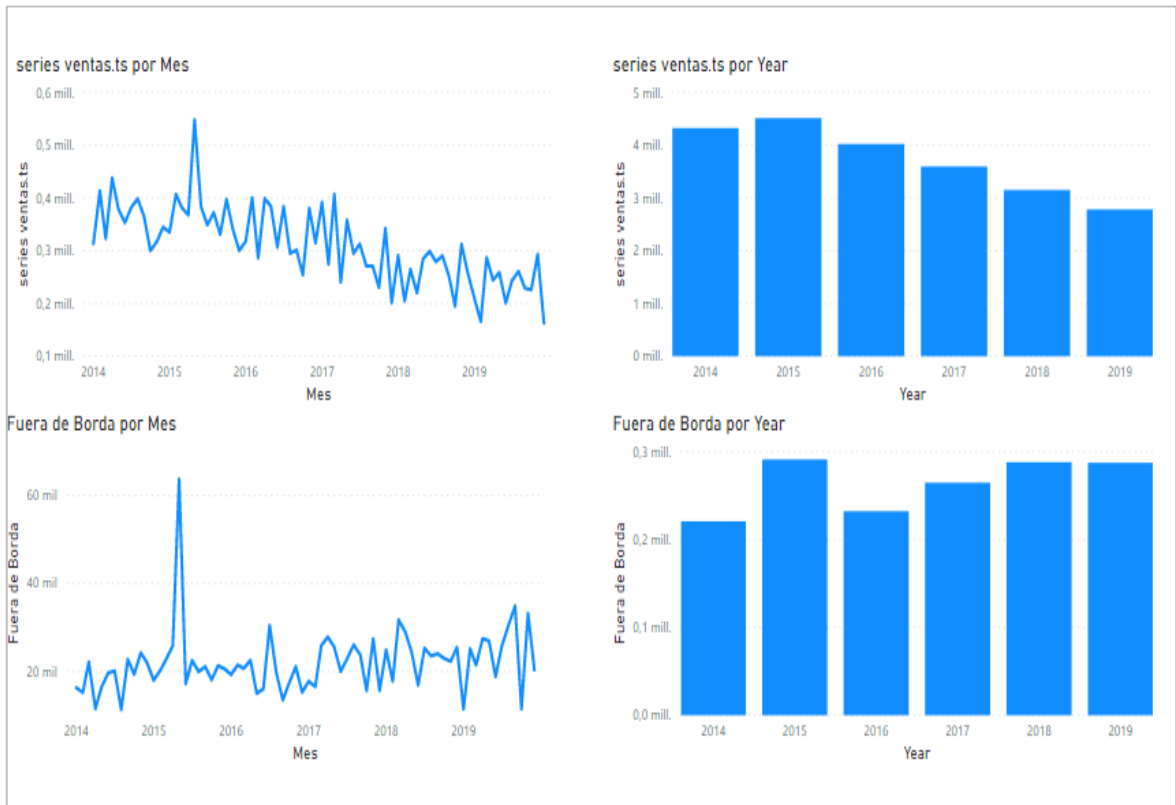 series ventas.ts por Mes
series ventas.ts
0,6 mill.
0,5 mill.
0,4 mill.
0,3 mill.
0,2 mill.
0,1 mill.
2014 2015 2016 2017 2018 2019
Mes
series ventas.ts por Year
series ventas.ts
5 mill.
4 mill.
3 mill.
2 mill.
1 mill.
0 mill.
2014 2015 2016 2017 2018 2019
Year
Fuera de Borda por Mes
Fuera de Borda
60 mil
40 mil
20 mil
2014 2015 2016 2017 2018 2019
Mes
Fuera de Borda por Year
Fuera de Borda
0,3 mill.
0,2 mill.
0,1 mill.
0,0 mill.
2014 2015 2016 2017 2018 2019
Year